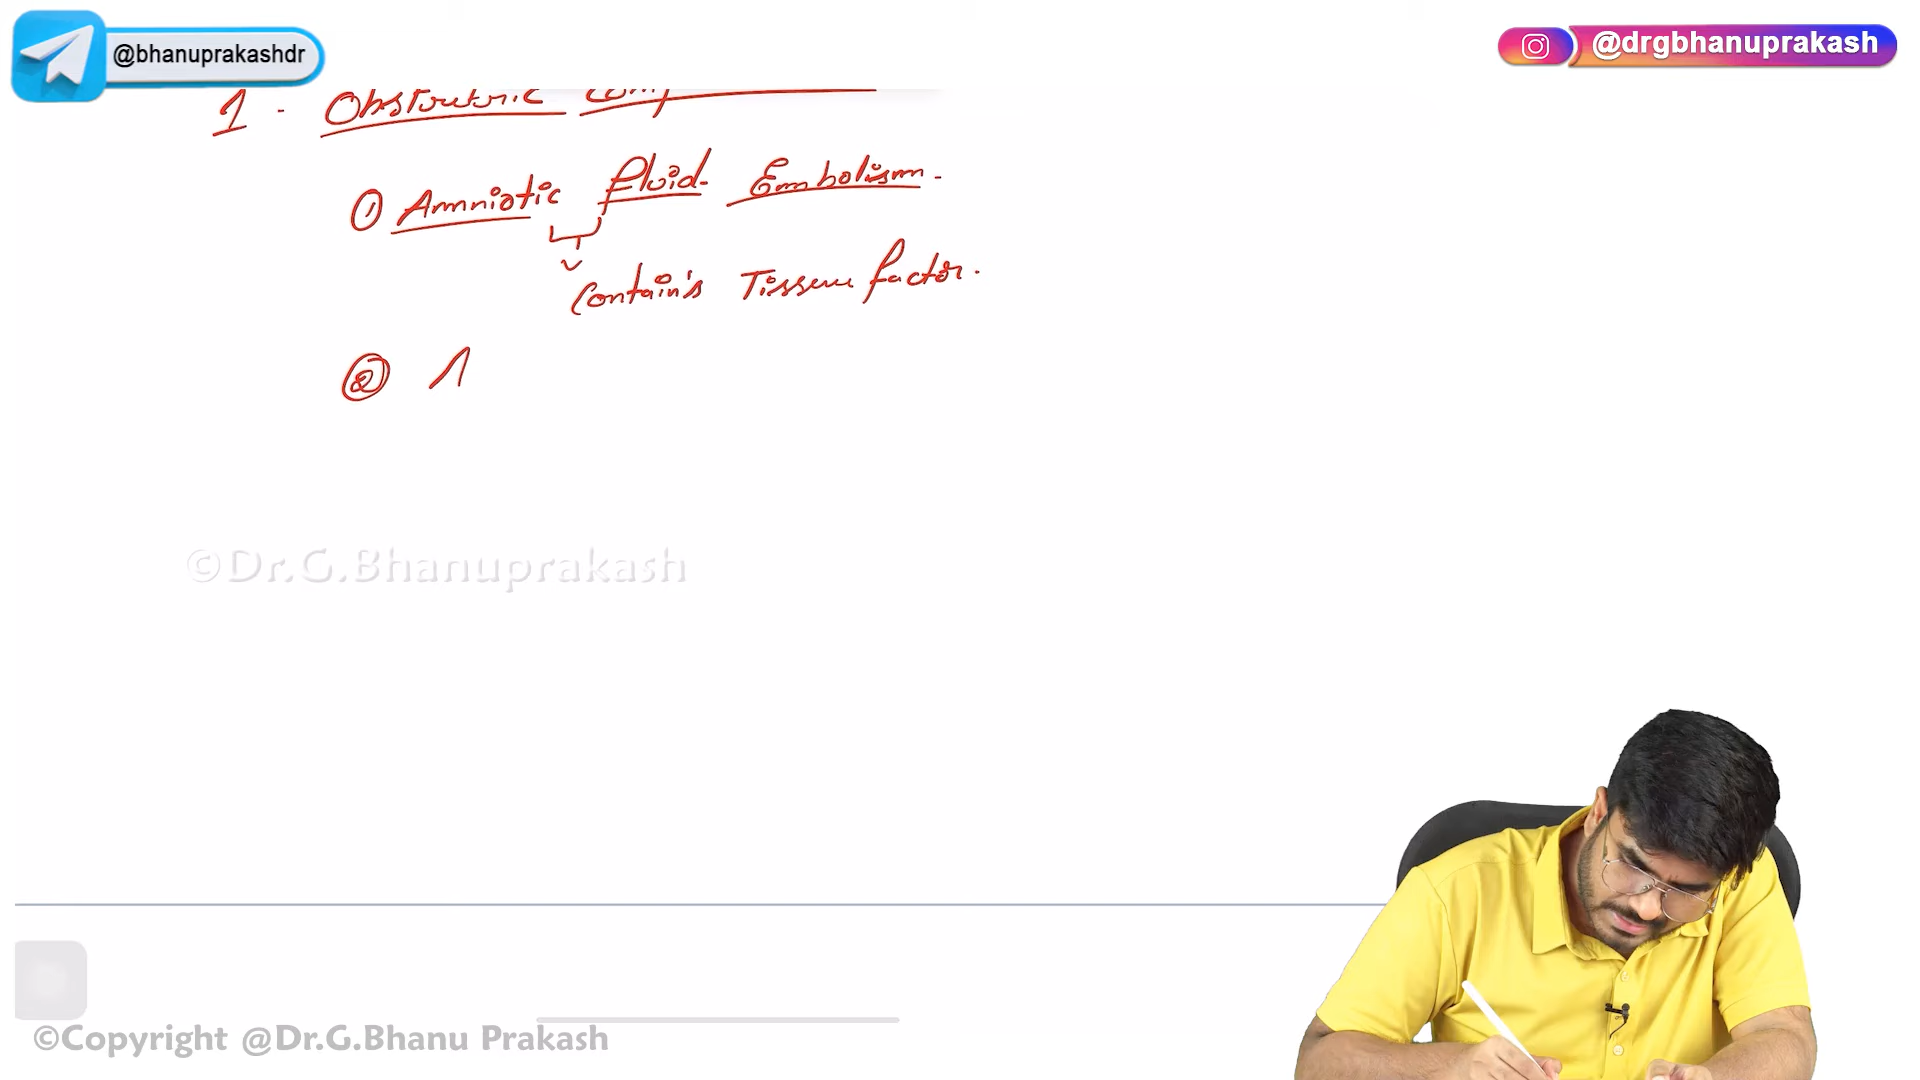 @bhanuprakashdr
@drgbhanuprakash
1 - Obstetric
① Amniotic fluid Embolism.
Contain's Tissue factor.
②
©Dr.G.Bhanuprakash
©Copyright @Dr.G.Bhanu Prakash